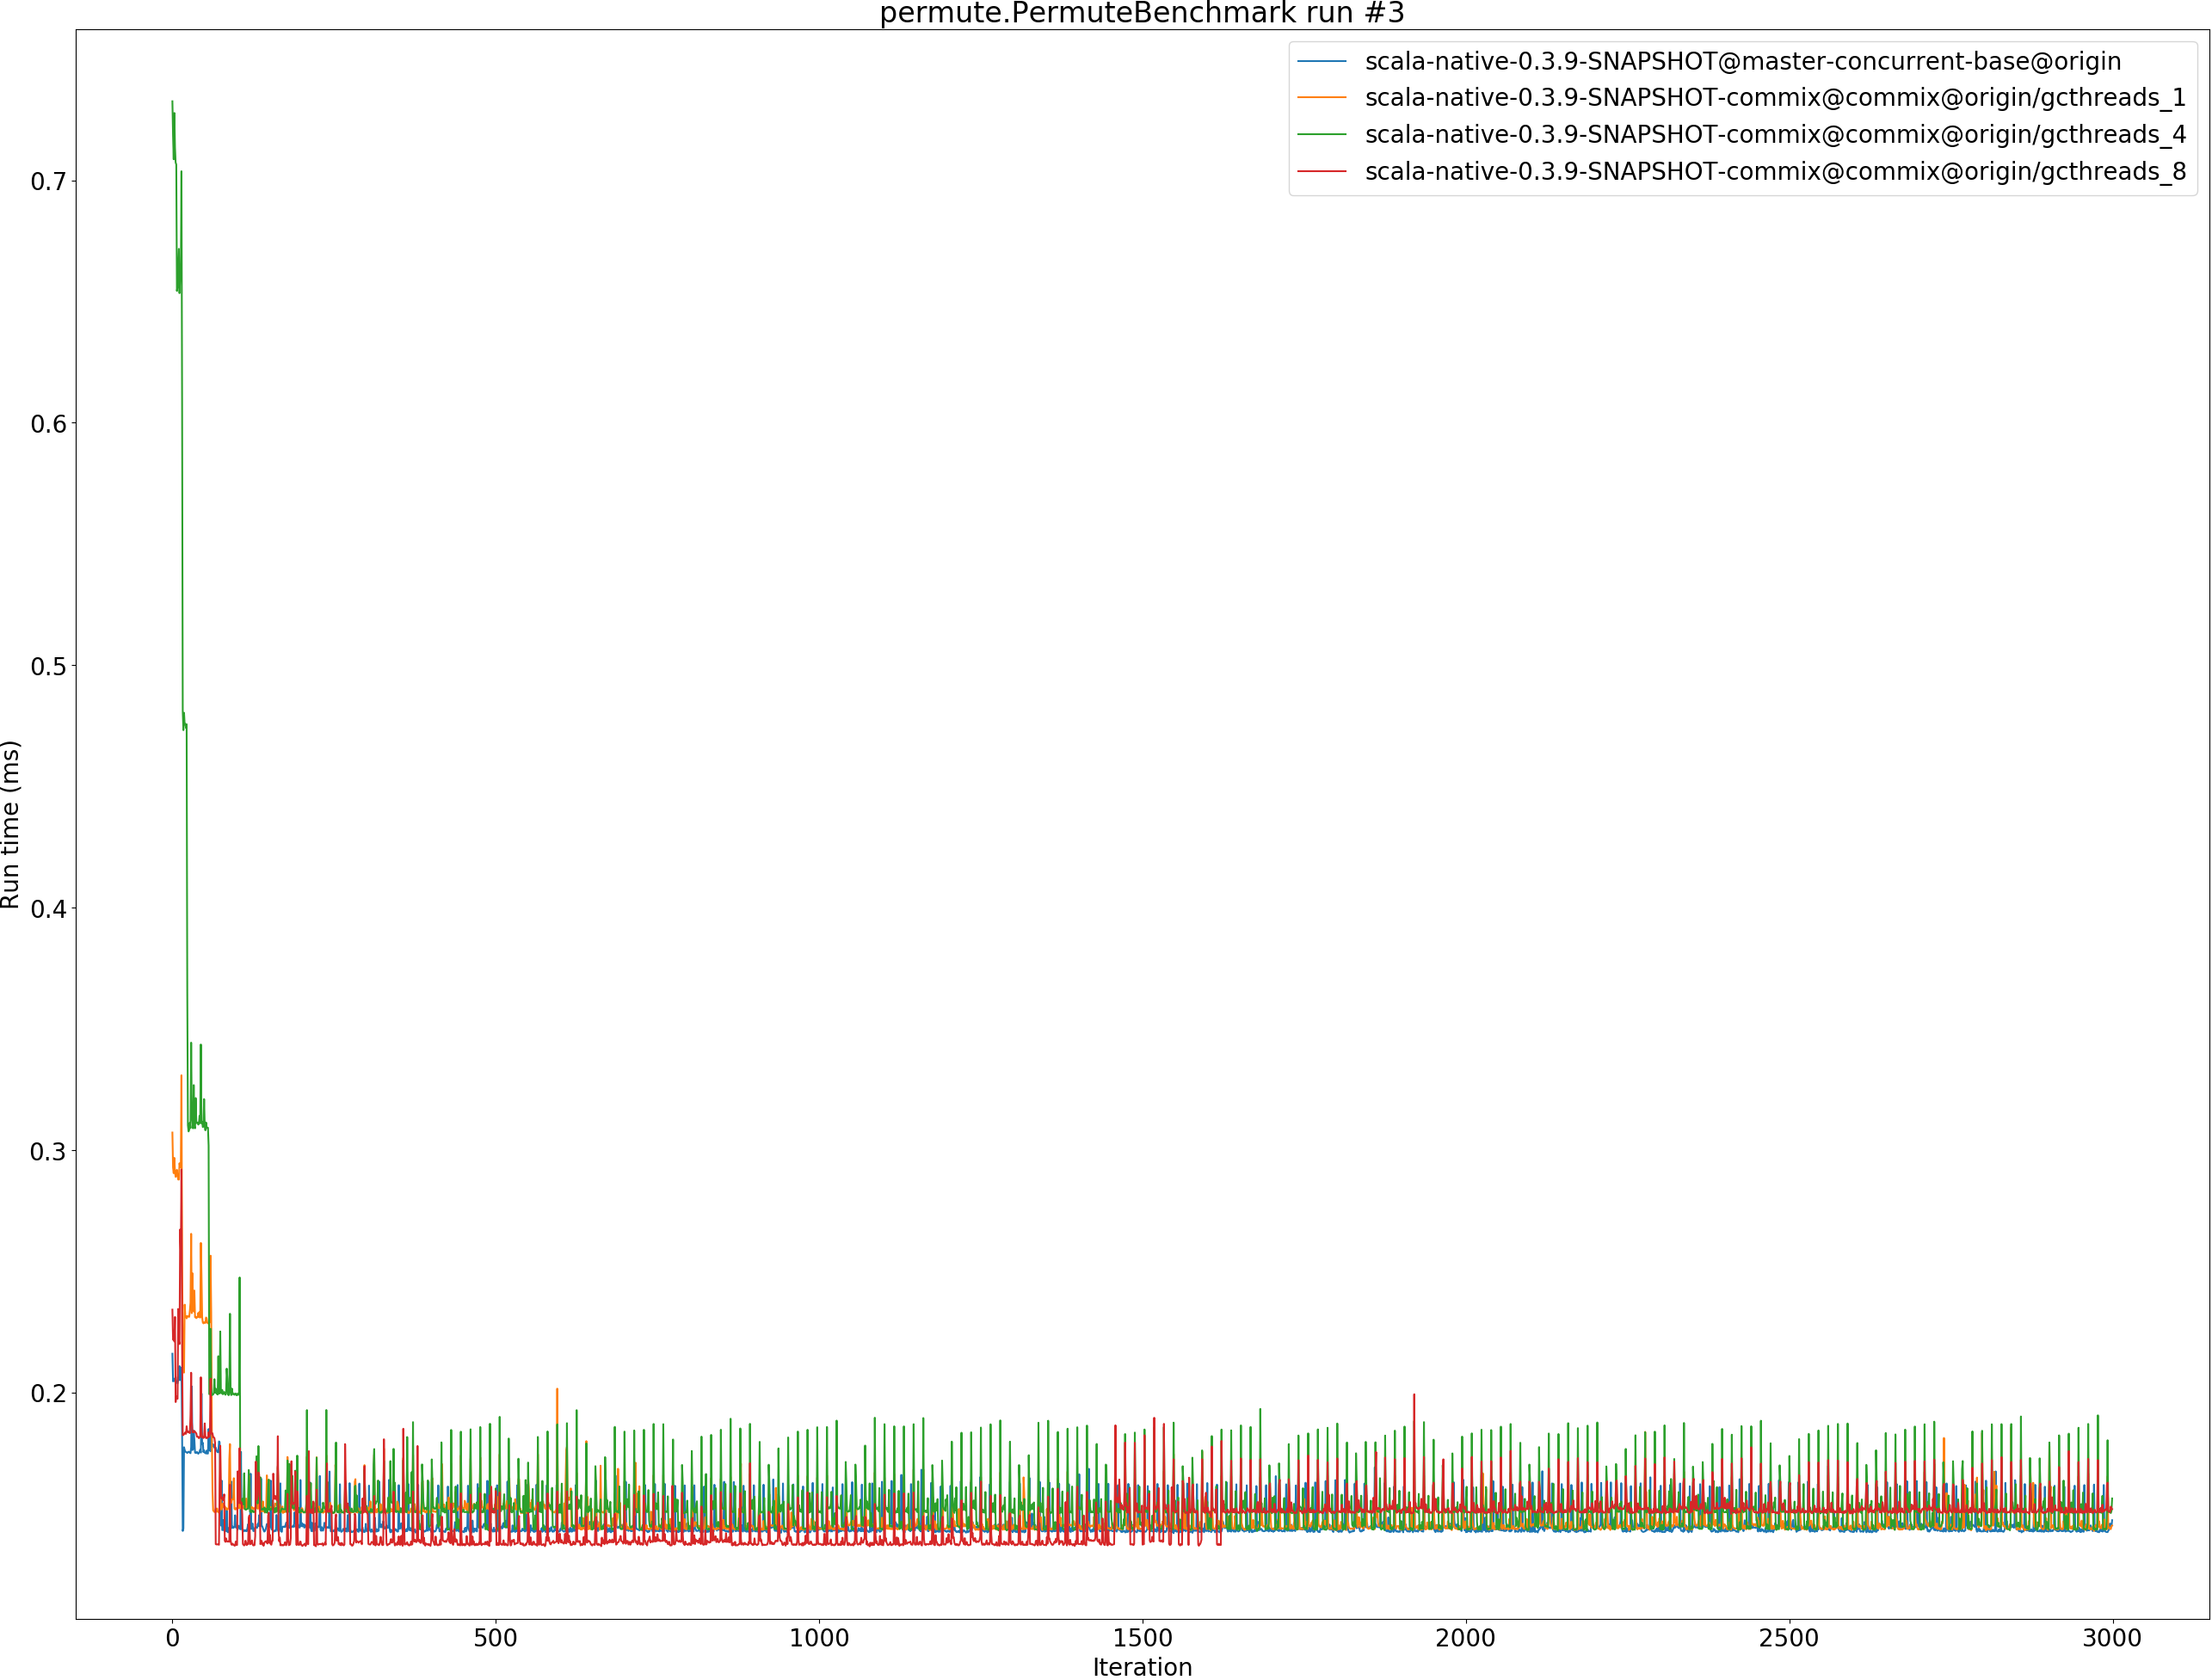 permute.PermuteBenchmark run #3
scala-native-0.3.9-SNAPSHOT@master-concurrent-base@origin
scala-native-0.3.9-SNAPSHOT-commix@commix@origin/gcthreads_1
scala-native-0.3.9-SNAPSHOT-commix@commix@origin/gcthreads_4
scala-native-0.3.9-SNAPSHOT-commix@commix@origin/gcthreads_8
Run time (ms)
0.7
0.6
0.5
0.4
0.3
0.2
0 500 1000 1500 2000 2500 3000
Iteration